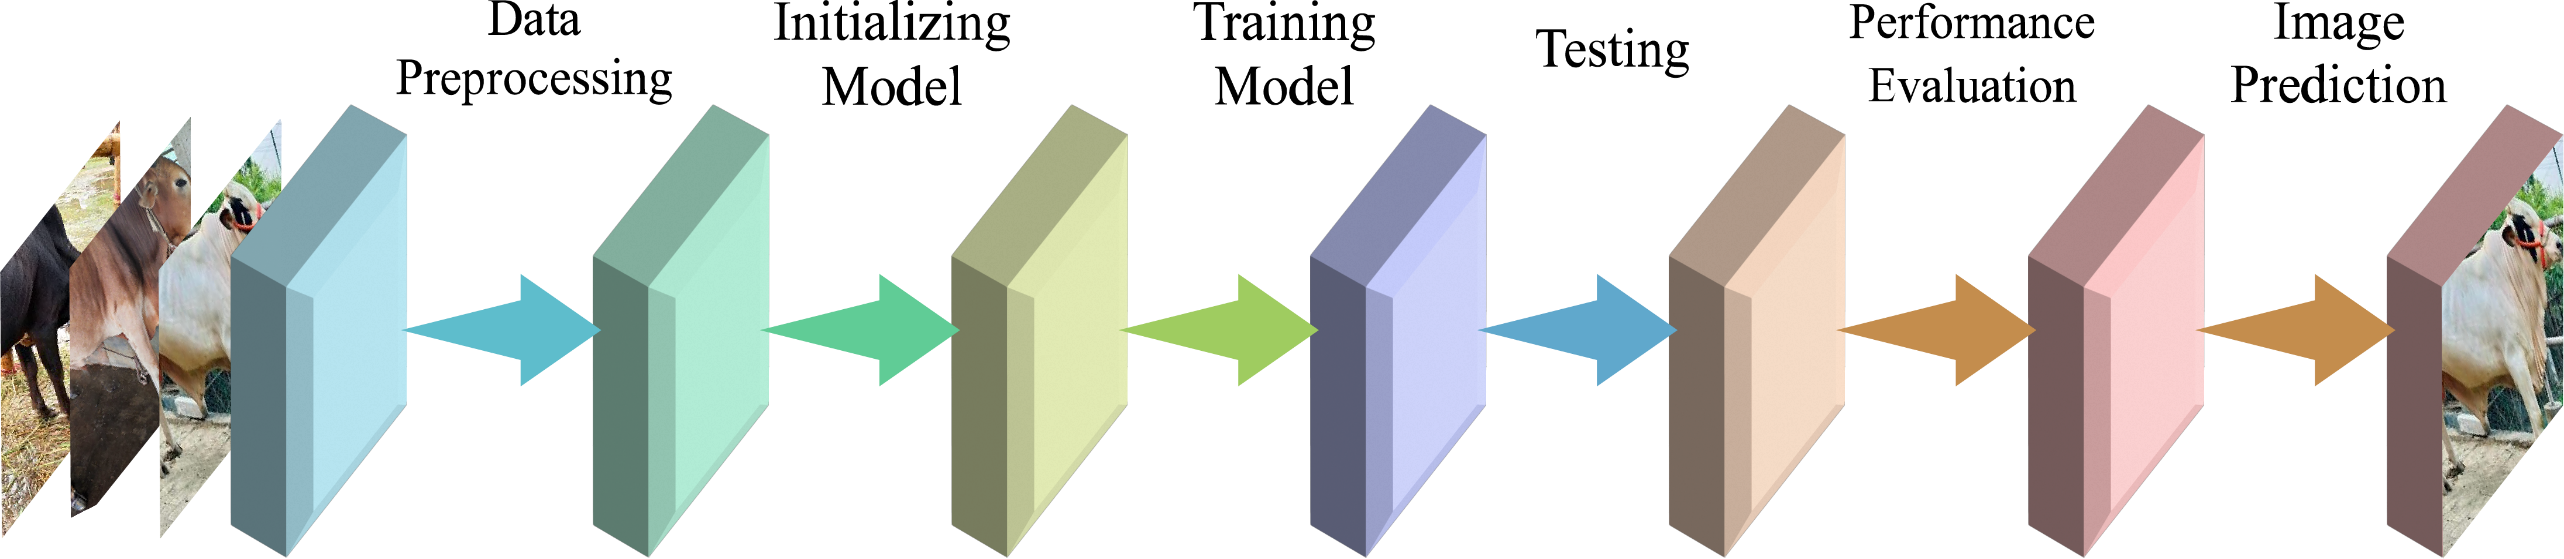 Data
Preprocessing
Initializing
Model
Training
Model
Testing
Performance
Evaluation
Image
Prediction